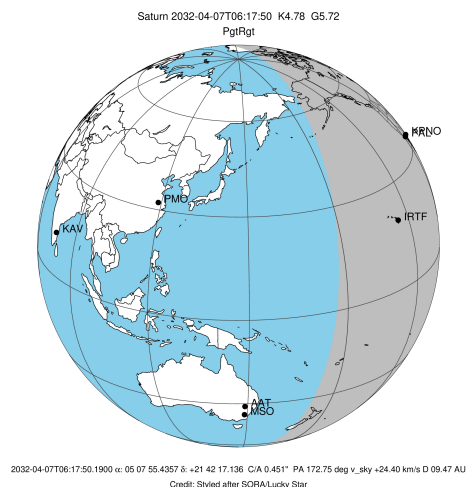 Saturn 2032-04-07T06:17:50 K4.78 G5.72
PgtRgt
KPNO
PMO
IRTF
KAV
AAT
MSO
2032-04-07T06:17:50.1900 α: 05 07 55.4357 δ: +21 42 17.136 C/A 0.451" PA 172.75 deg v_sky +24.40 km/s D 09.47 AU
Credit: Styled after SORA/Lucky Star